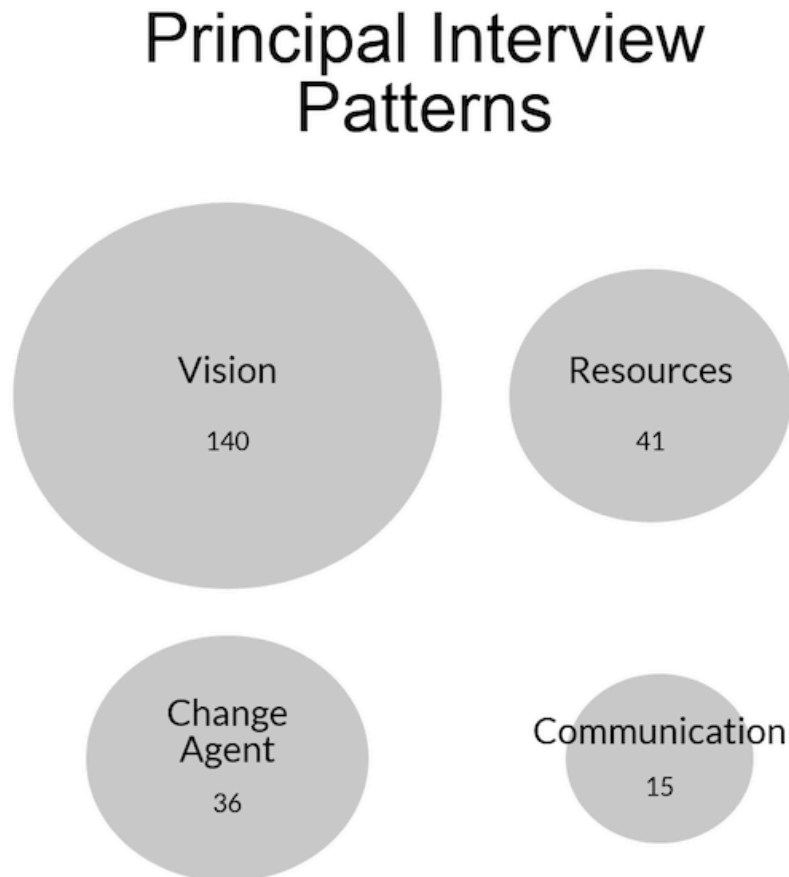 Principal Interview
Patterns
Vision
140
Resources
41
Change
Agent
36
Communication
15